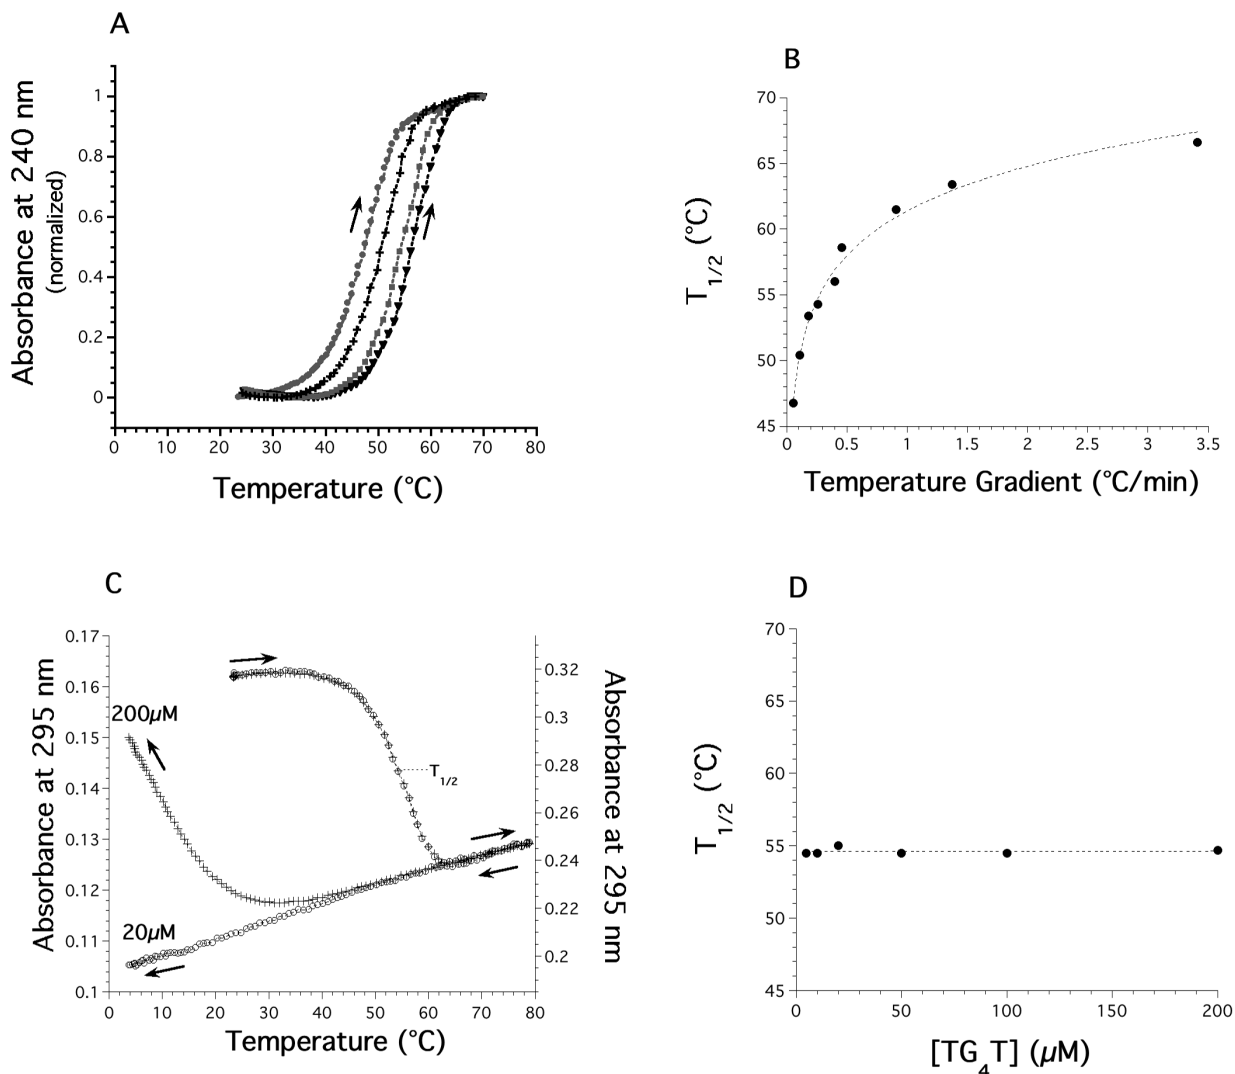 A
Absorbance at 240 nm
(normalized)
1
0.8
0.6
0.4
0.2
0
0 10 20 30 40 50 60 70 80
Temperature (°C)
B
T1/2 (°C)
70
65
60
55
50
45
0 0.5 1 1.5 2 2.5 3 3.5
Temperature Gradient (°C/min)
C
Absorbance at 295 nm
0.17
0.16
0.15
0.14
0.13
0.12
0.11
0.1
200µM
20µM
T1/2
0.32
0.3
0.28
0.26
0.24
0.22
0.2
Absorbance at 295 nm
0 10 20 30 40 50 60 70 80
Temperature (°C)
D
T1/2 (°C)
70
65
60
55
50
45
0 50 100 150 200
[TG4T] (µM)